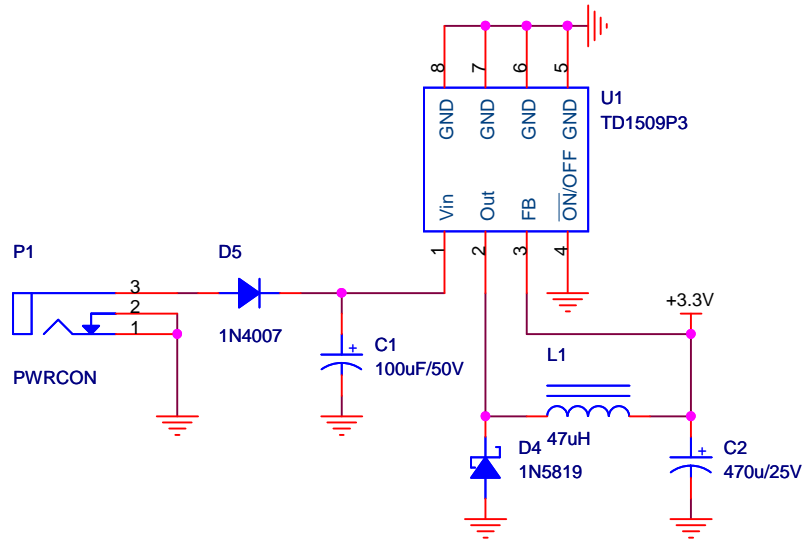 8 7 6 5
GND GND GND GND
U1
TD1509P3
Vin Out FB ON/OFF
1 2 3 4
P1
D5
3
2
1
1N4007
PWRCON
C1
100uF/50V
+3.3V
L1
47uH
D4
1N5819
C2
470u/25V
+
+